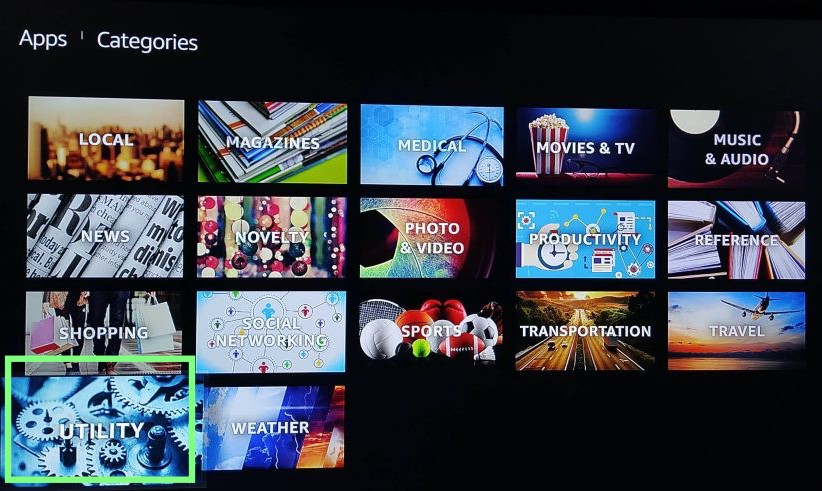 Apps | Categories
LOCAL
MAGAZINES
MEDICAL
MOVIES & TV
MUSIC
& AUDIO
NEWS
NOVELTY
PHOTO
& VIDEO
PRODUCTIVITY
REFERENCE
SHOPPING
SOCIAL
NETWORKING
SPORTS
TRANSPORTATION
TRAVEL
UTILITY
WEATHER